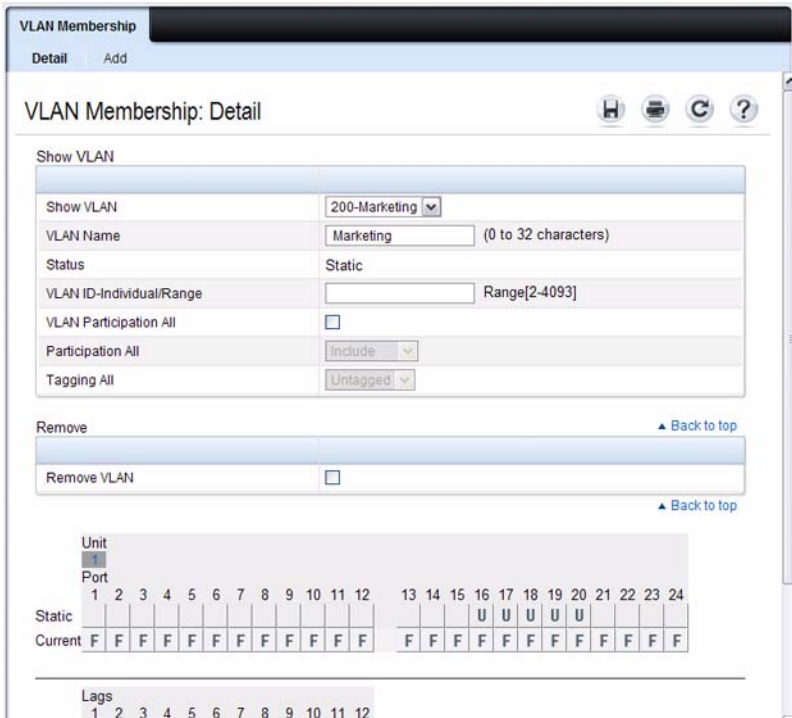 VLAN Membership
Detail Add
VLAN Membership: Detail
Show VLAN
Show VLAN 200-Marketing
VLAN Name Marketing (0 to 32 characters)
Status Static
VLAN ID-Individual/Range Range[2-4093]
VLAN Participation All
Participation All Include
Tagging All Untagged
Remove ▲ Back to top
Remove VLAN
▲ Back to top
Unit
1
Port
1 2 3 4 5 6 7 8 9 10 11 12 13 14 15 16 17 18 19 20 21 22 23 24
Static U U U U U
Current F F F F F F F F F F F F F F F F F F F F F F F F
Lags
1 2 3 4 5 6 7 8 9 10 11 12